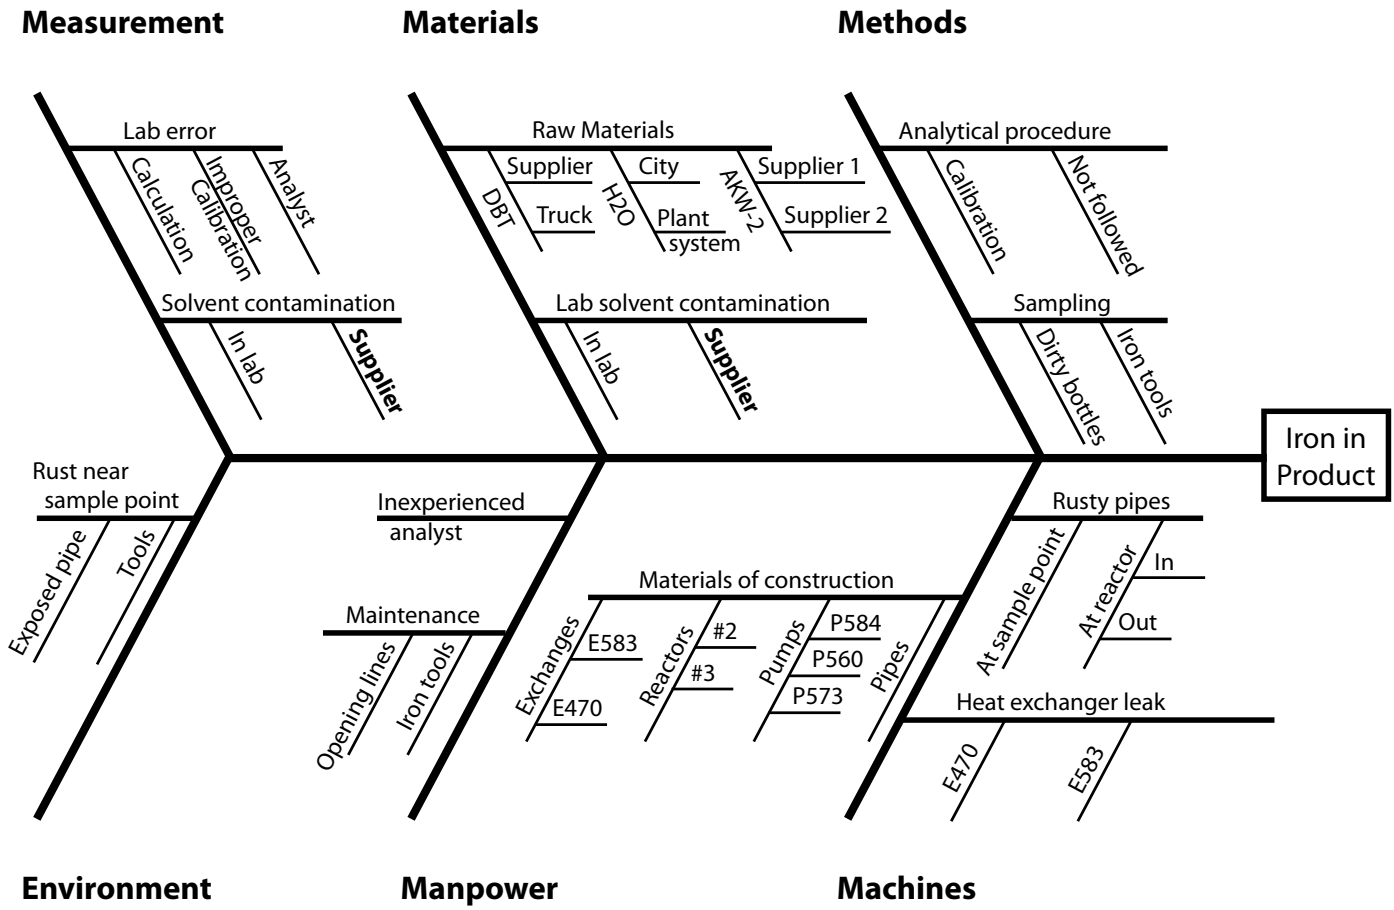 Measurement
Materials
Methods
Lab error
Calculation
Improper
Calibration
Analyst
Solvent contamination
In lab
Supplier
Raw Materials
DBT
Supplier
Truck
H2O
City
Plant
system
AKW-2
Supplier 1
Supplier 2
Lab solvent contamination
In lab
Supplier
Analytical procedure
Calibration
Not followed
Sampling
Dirty bottles
Iron tools
Iron in
Product
Rust near
sample point
Exposed pipe
Tools
Inexperienced
analyst
Maintenance
Opening lines
Iron tools
Materials of construction
Exchanges
E583
E470
Reactors
#2
#3
Pumps
P584
P560
P573
Pipes
Rusty pipes
At sample point
At reactor
In
Out
Heat exchanger leak
E470
E583
Environment
Manpower
Machines